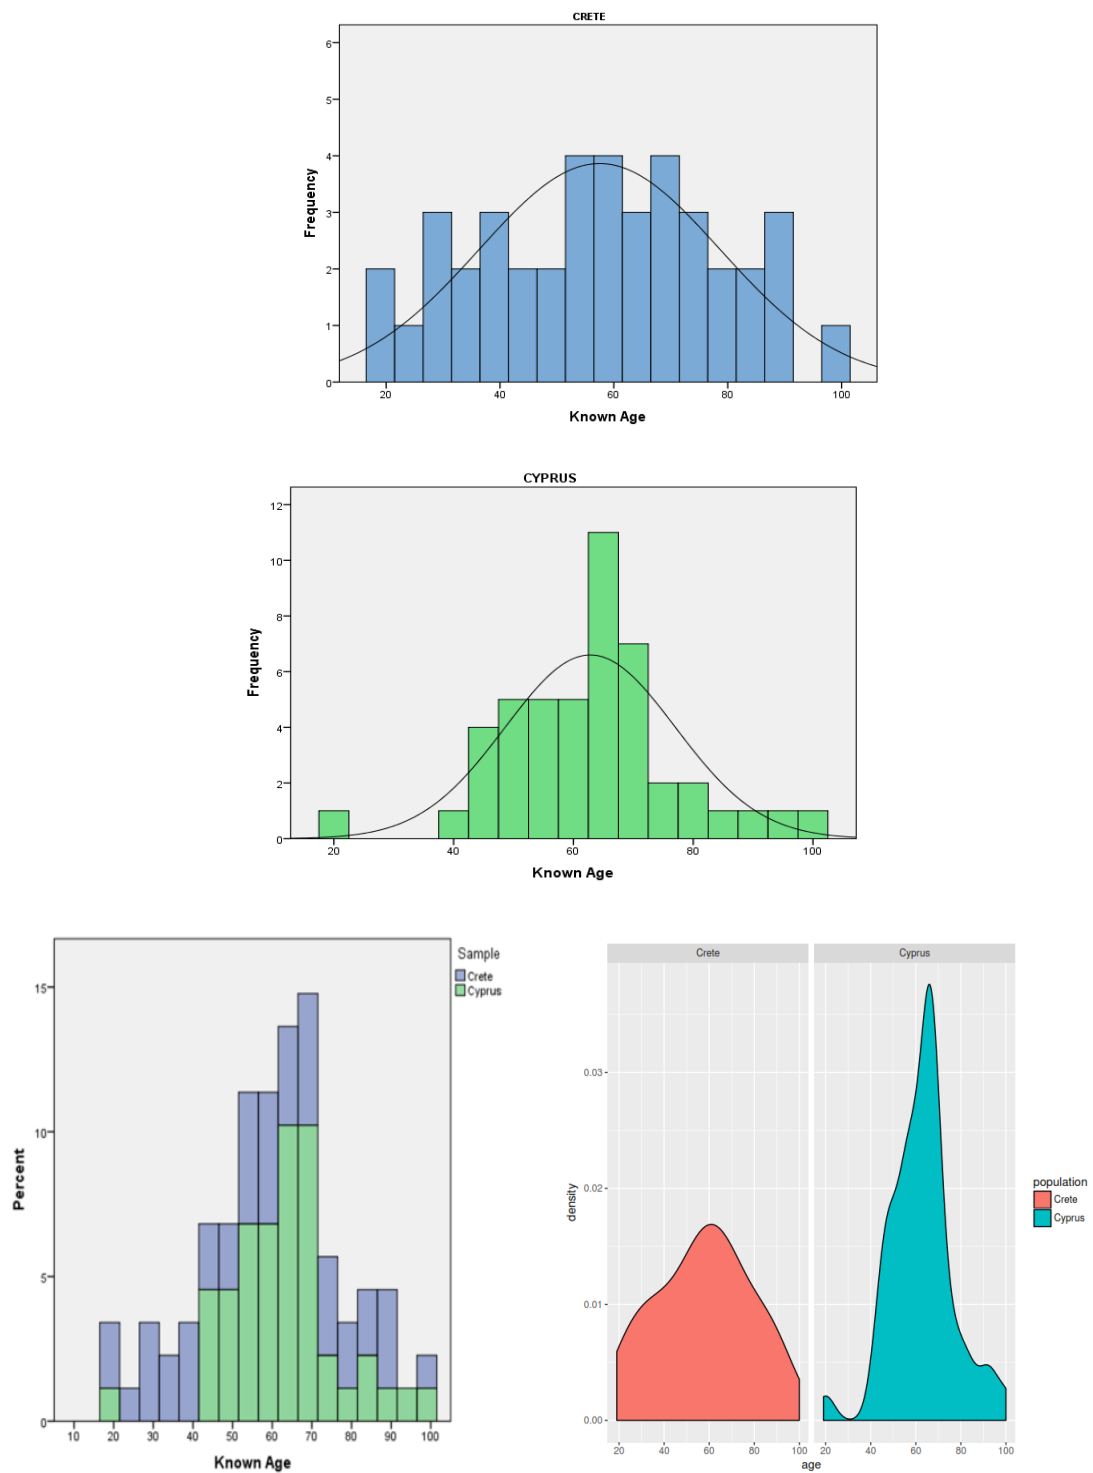 CRETE
6
5
4
3
2
1
0
Frequency
20 40 60 80 100
Known Age
CYPRUS
12
10
8
6
4
2
0
Frequency
20 40 60 80 100
Known Age
Sample
Crete
Cyprus
15
10
5
0
Percent
10 20 30 40 50 60 70 80 90 100
Known Age
Crete Cyprus
0.03
0.02
0.01
0.00
density
20 40 60 80 100 20 40 60 80 100
age
population
Crete
Cyprus